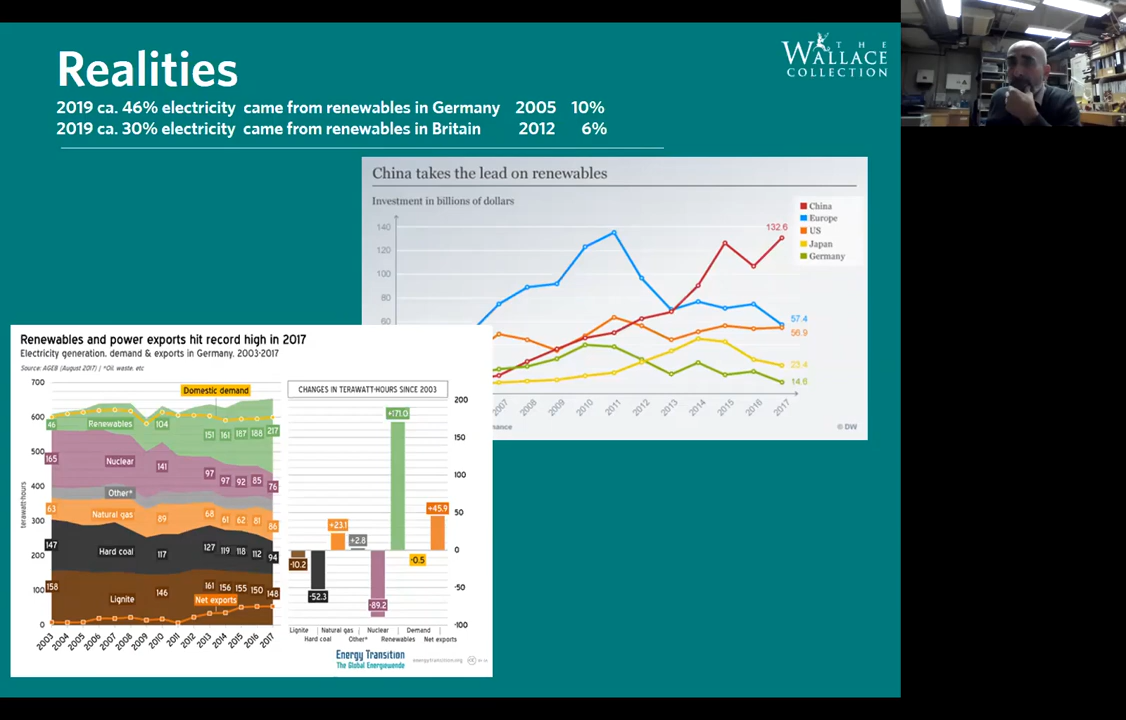 Realities
THE
WALLACE
COLLECTION
2019 ca. 46% electricity came from renewables in Germany 2005 10%
2019 ca. 30% electricity came from renewables in Britain 2012 6%
China takes the lead on renewables
Investment in billions of dollars
China
Europe
US
Japan
Germany
140
120
100
80
60
132.6
57.4
56.9
23.4
14.6
2007 2008 2009 2010 2011 2012 2013 2014 2015 2016 2017
© DW
Renewables and power exports hit record high in 2017
Electricity generation, demand & exports in Germany, 2003-2017
Source: AGEB (August 2017) | *Oil, waste, etc
CHANGES IN TERAWATT-HOURS SINCE 2003
terawatt-hours
700
600
500
400
300
200
100
0
Domestic demand
46 Renewables 104 151 161 187 188 217
165 Nuclear 141 97 97 92 85 76
Other*
63 Natural gas 89 68 61 62 81 86
147 Hard coal 117 127 119 118 112 94
158 Lignite 146 161 156 155 150 148
Net exports
2003 2004 2005 2006 2007 2008 2009 2010 2011 2012 2013 2014 2015 2016 2017
200
150
100
50
0
-50
-100
-10.2
-52.3
+23.1
+2.8
-89.2
+171.0
-0.5
+45.9
Lignite Natural gas Nuclear Demand
Hard coal Other* Renewables Net exports
Energy Transition
The Global Energiewende
energytransition.org